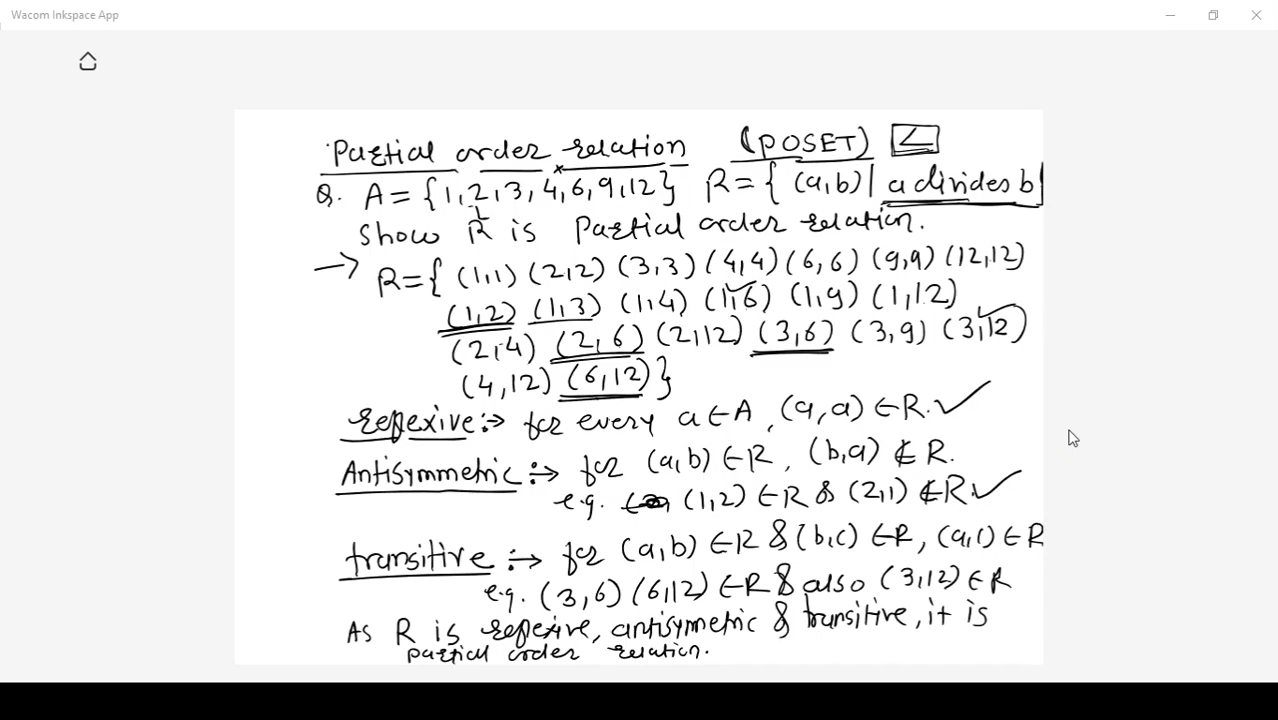 Wacom Inkspace App
Partial order relation (POSET) ≤
Q. A = {1,2,3,4,6,9,12} R = { (a,b) | a divides b}
Show R is Partial order relation.
→ R = { (1,1) (2,2) (3,3) (4,4) (6,6) (9,9) (12,12)
(1,2) (1,3) (1,4) (1,6) (1,9) (1,12)
(2,4) (2,6) (2,12) (3,6) (3,9) (3,12)
(4,12) (6,12) }
reflexive :→ for every a ∈ A, (a,a) ∈ R. ✓
Antisymmetric :→ for (a,b) ∈ R, (b,a) ∉ R.
e.g. (1,2) ∈ R & (2,1) ∉ R ✓
transitive :→ for (a,b) ∈ R & (b,c) ∈ R, (a,c) ∈ R
e.g. (3,6) (6,12) ∈ R & also (3,12) ∈ R
As R is reflexive, antisymmetric & transitive, it is
partial order relation.